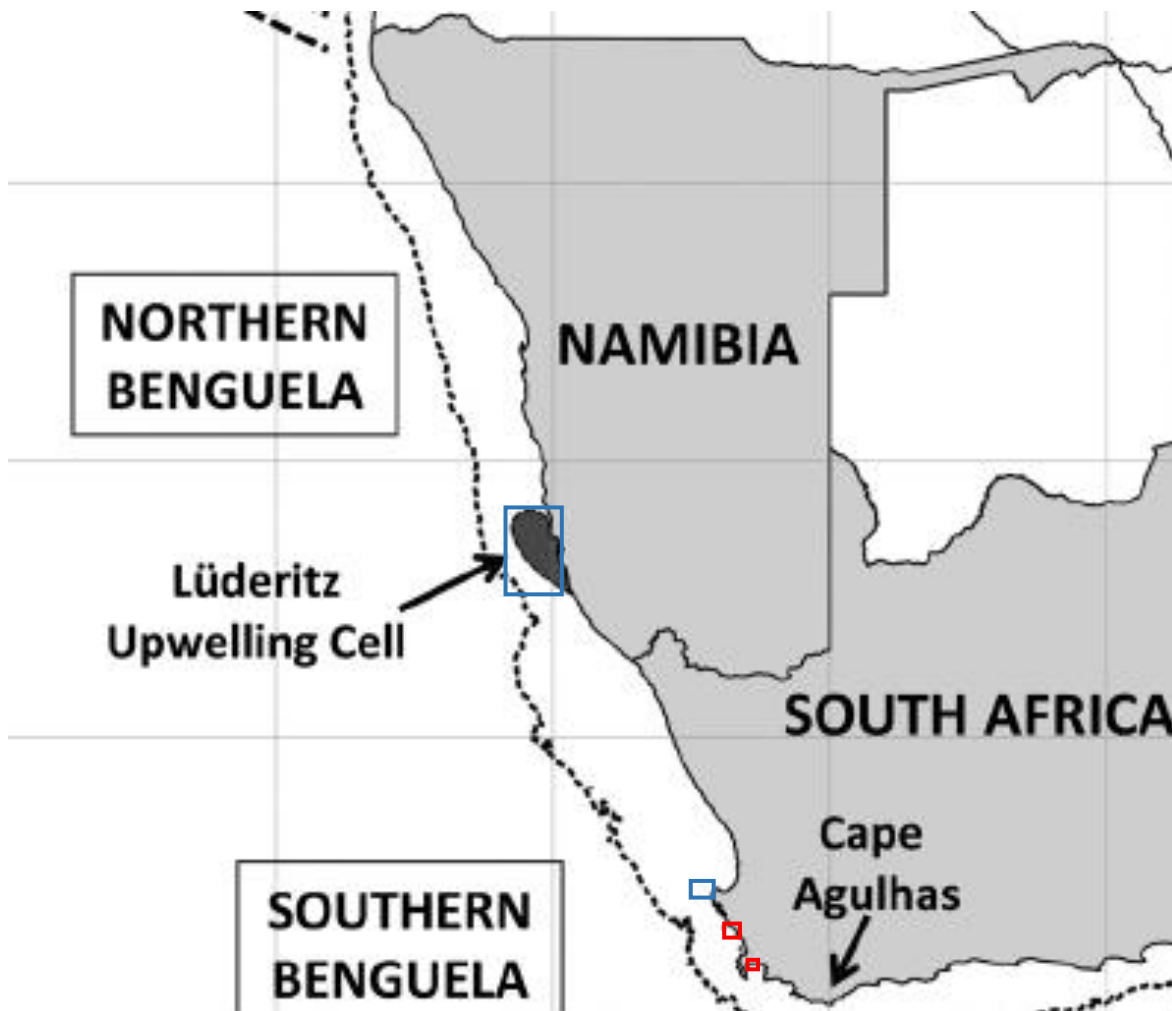 NORTHERN
BENGUELA
NAMIBIA
Lüderitz
Upwelling Cell
SOUTH AFRICA
Cape
Agulhas
SOUTHERN
BENGUELA